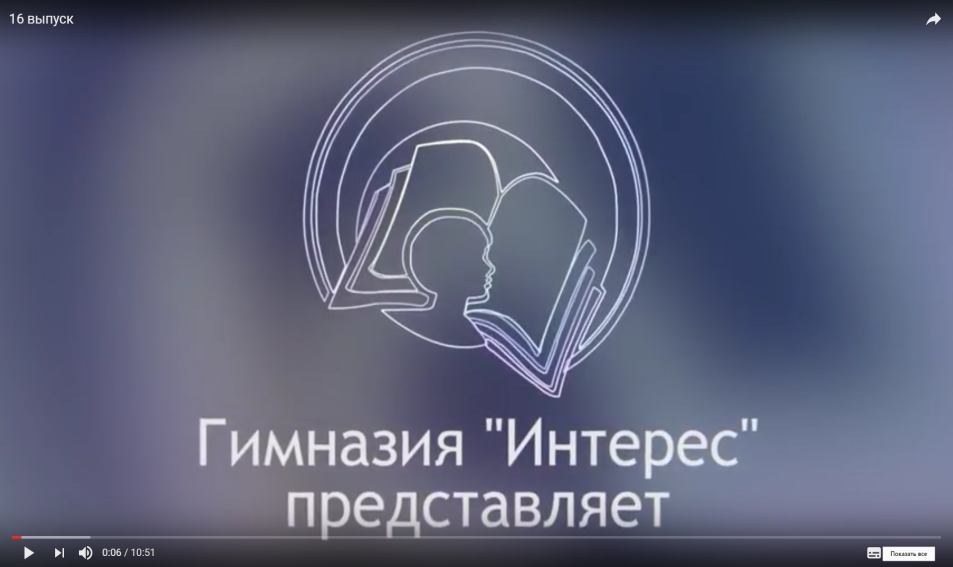 16 выпуск
Гимназия "Интерес"
представляет
0:06 / 10:51
Показать все